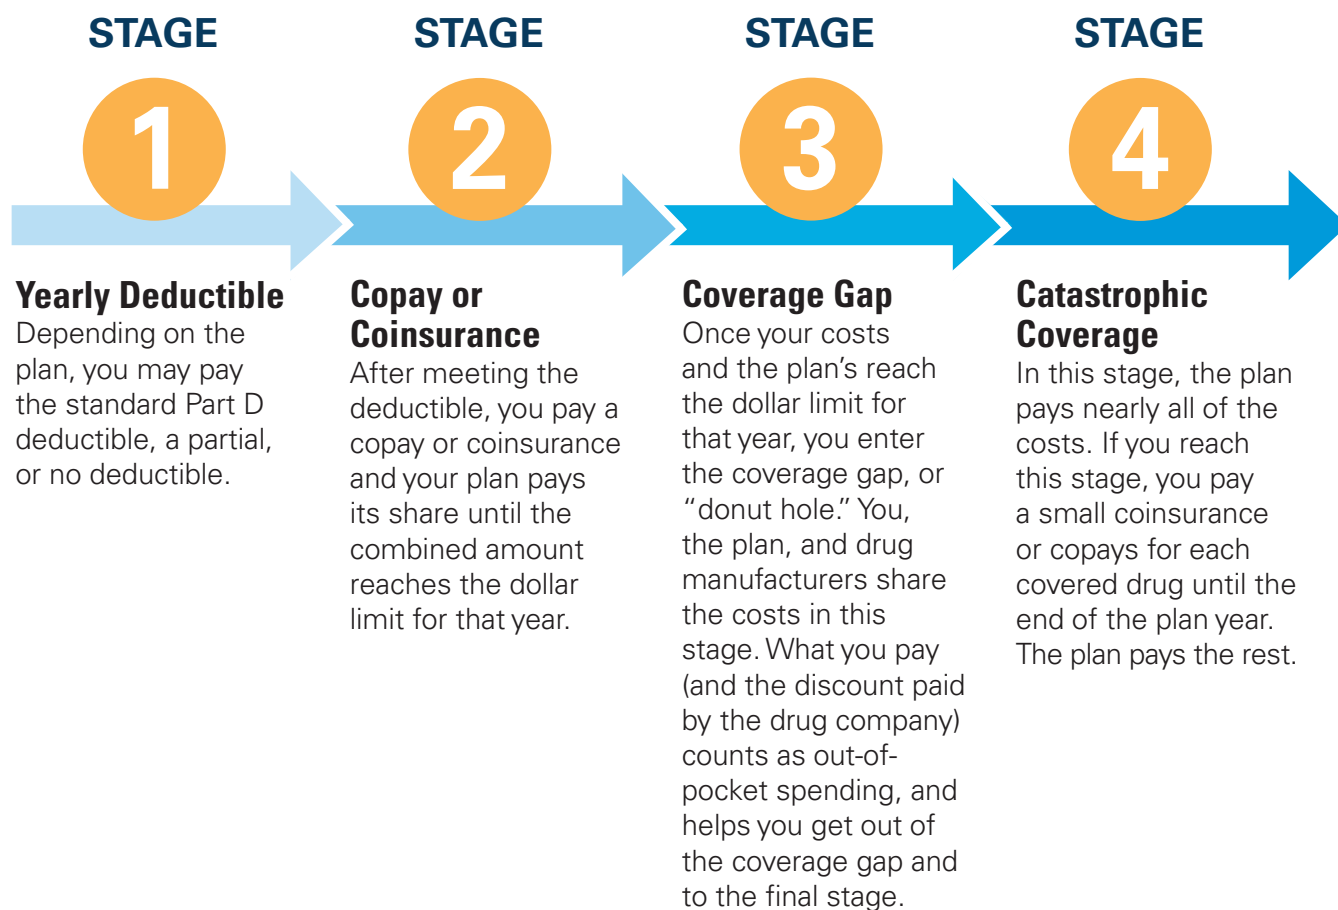 STAGE
1
Yearly Deductible
Depending on the
plan, you may pay
the standard Part D
deductible, a partial,
or no deductible.
STAGE
2
Copay or
Coinsurance
After meeting the
deductible, you pay a
copay or coinsurance
and your plan pays
its share until the
combined amount
reaches the dollar
limit for that year.
STAGE
3
Coverage Gap
Once your costs
and the plan’s reach
the dollar limit for
that year, you enter
the coverage gap, or
“donut hole.” You,
the plan, and drug
manufacturers share
the costs in this
stage. What you pay
(and the discount paid
by the drug company)
counts as out-of-
pocket spending, and
helps you get out of
the coverage gap and
to the final stage.
STAGE
4
Catastrophic
Coverage
In this stage, the plan
pays nearly all of the
costs. If you reach
this stage, you pay
a small coinsurance
or copays for each
covered drug until the
end of the plan year.
The plan pays the rest.